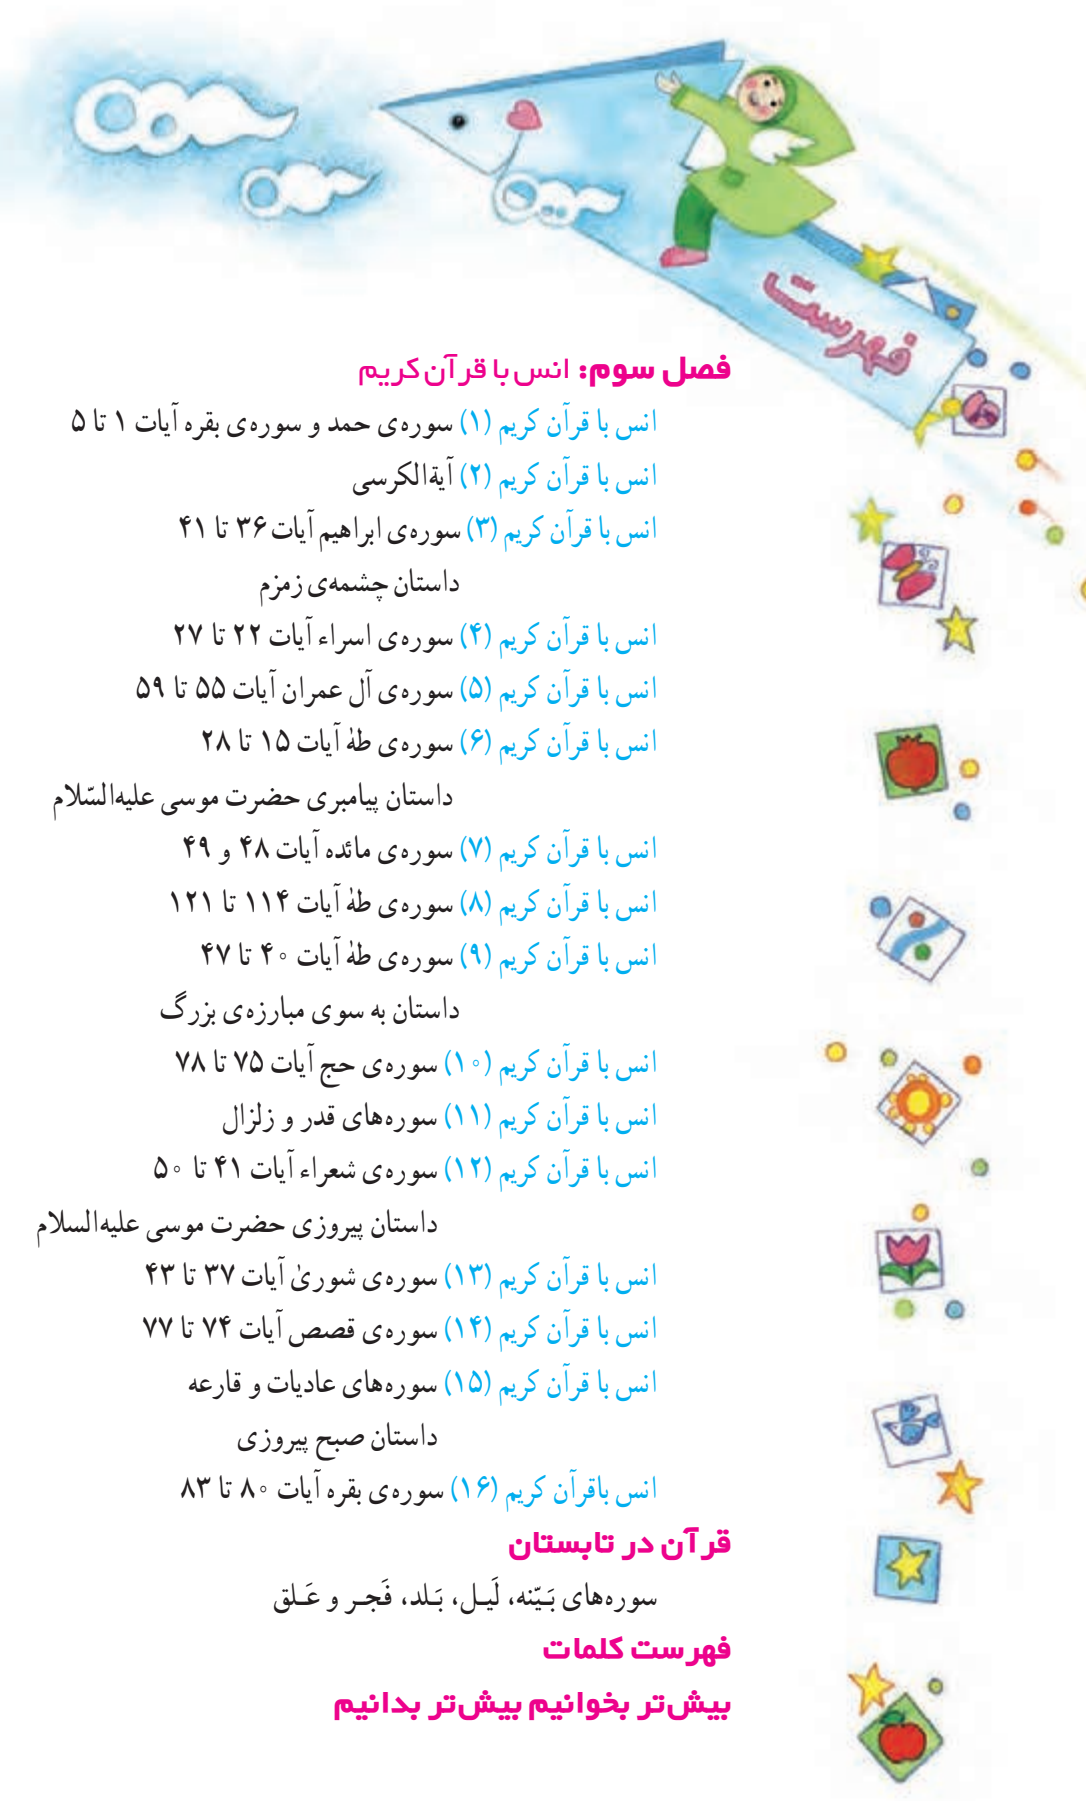 فهرست
فصل سوم: انس با قرآن کریم
انس با قرآن کریم (۱) سوره‌ی حمد و سوره‌ی بقره آیات ۱ تا ۵
انس با قرآن کریم (۲) آیةالکرسی
انس با قرآن کریم (۳) سوره‌ی ابراهیم آیات ۳۶ تا ۴۱
داستان چشمه‌ی زمزم
انس با قرآن کریم (۴) سوره‌ی اسراء آیات ۲۲ تا ۲۷
انس با قرآن کریم (۵) سوره‌ی آل عمران آیات ۵۵ تا ۵۹
انس با قرآن کریم (۶) سوره‌ی طهٰ آیات ۱۵ تا ۲۸
داستان پیامبری حضرت موسی علیه‌السّلام
انس با قرآن کریم (۷) سوره‌ی مائده آیات ۴۸ و ۴۹
انس با قرآن کریم (۸) سوره‌ی طهٰ آیات ۱۱۴ تا ۱۲۱
انس با قرآن کریم (۹) سوره‌ی طهٰ آیات ۴۰ تا ۴۷
داستان به سوی مبارزه‌ی بزرگ
انس با قرآن کریم (۱۰) سوره‌ی حج آیات ۷۵ تا ۷۸
انس با قرآن کریم (۱۱) سوره‌های قدر و زلزال
انس با قرآن کریم (۱۲) سوره‌ی شعراء آیات ۴۱ تا ۵۰
داستان پیروزی حضرت موسی علیه‌السلام
انس با قرآن کریم (۱۳) سوره‌ی شوریٰ آیات ۳۷ تا ۴۳
انس با قرآن کریم (۱۴) سوره‌ی قصص آیات ۷۴ تا ۷۷
انس با قرآن کریم (۱۵) سوره‌های عادیات و قارعه
داستان صبح پیروزی
انس باقرآن کریم (۱۶) سوره‌ی بقره آیات ۸۰ تا ۸۳
قرآن در تابستان
سوره‌های بَـیّنه، لَیـل، بَـلد، فَجـر و عَـلق
فهرست کلمات
بیش‌تر بخوانیم بیش‌تر بدانیم